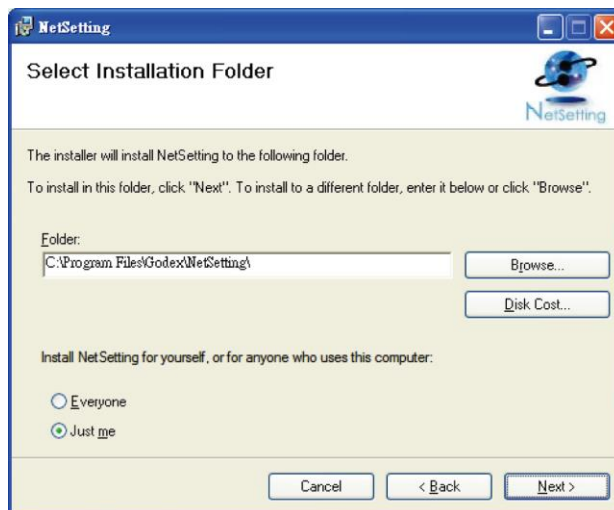 NetSetting
Select Installation Folder
NetSetting
The installer will install NetSetting to the following folder.
To install in this folder, click "Next". To install to a different folder, enter it below or click "Browse".
Folder:
C:\Program Files\Godex\NetSetting\
Browse...
Disk Cost...
Install NetSetting for yourself, or for anyone who uses this computer:
Everyone
Just me
Cancel
< Back
Next >